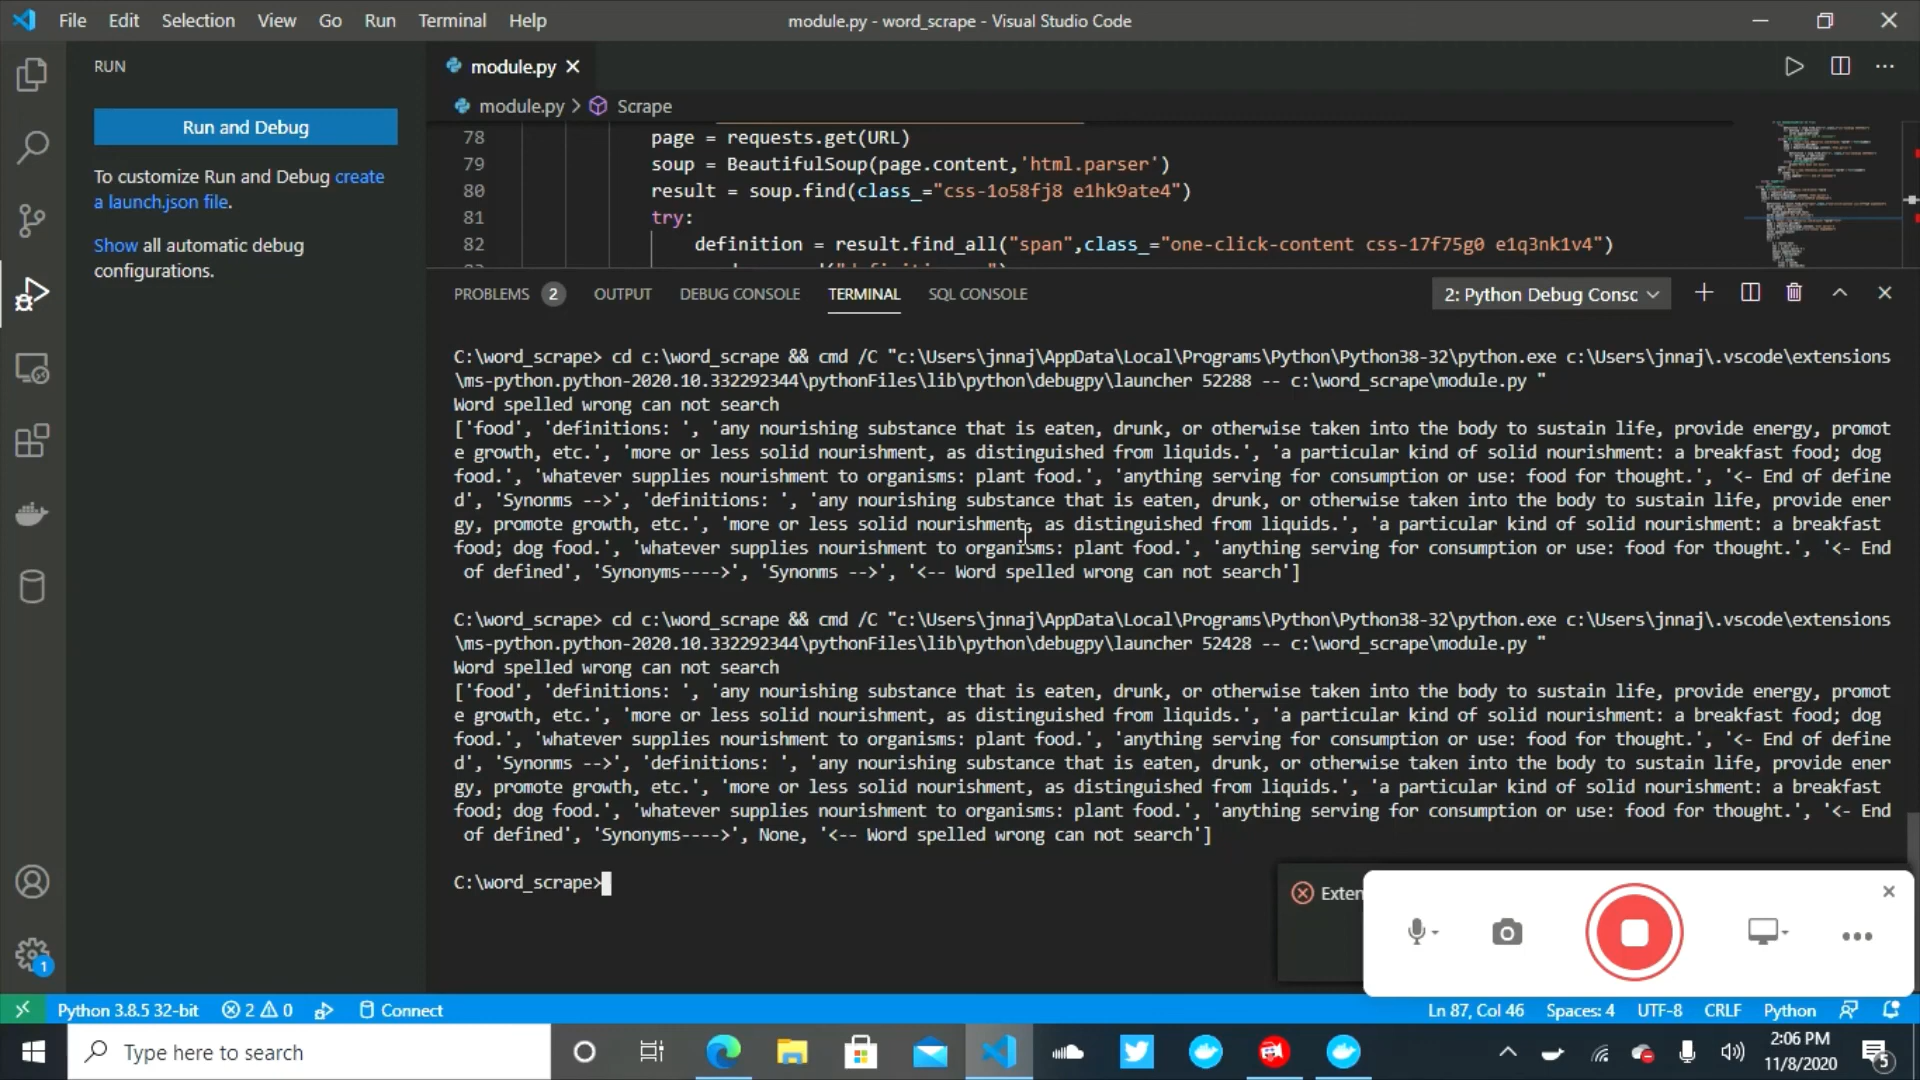 File Edit Selection View Go Run Terminal Help
module.py - word_scrape - Visual Studio Code
RUN
Run and Debug
To customize Run and Debug create
a launch.json file.
Show all automatic debug
configurations.
module.py
module.py > Scrape
78 page = requests.get(URL)
79 soup = BeautifulSoup(page.content,'html.parser')
80 result = soup.find(class_="css-1o58fj8 e1hk9ate4")
81 try:
82 definition = result.find_all("span",class_="one-click-content css-17f75g0 e1q3nk1v4")
PROBLEMS 2 OUTPUT DEBUG CONSOLE TERMINAL SQL CONSOLE
2: Python Debug Consc
C:\word_scrape> cd c:\word_scrape && cmd /C "c:\Users\jnnaj\AppData\Local\Programs\Python\Python38-32\python.exe c:\Users\jnnaj\.vscode\extensions
\ms-python.python-2020.10.332292344\pythonFiles\lib\python\debugpy\launcher 52288 -- c:\word_scrape\module.py "
Word spelled wrong can not search
['food', 'definitions: ', 'any nourishing substance that is eaten, drunk, or otherwise taken into the body to sustain life, provide energy, promot
e growth, etc.', 'more or less solid nourishment, as distinguished from liquids.', 'a particular kind of solid nourishment: a breakfast food; dog
food.', 'whatever supplies nourishment to organisms: plant food.', 'anything serving for consumption or use: food for thought.', '<- End of define
d', 'Synonms -->', 'definitions: ', 'any nourishing substance that is eaten, drunk, or otherwise taken into the body to sustain life, provide ener
gy, promote growth, etc.', 'more or less solid nourishment, as distinguished from liquids.', 'a particular kind of solid nourishment: a breakfast
food; dog food.', 'whatever supplies nourishment to organisms: plant food.', 'anything serving for consumption or use: food for thought.', '<- End
of defined', 'Synonyms---->', 'Synonms -->', '<-- Word spelled wrong can not search']
C:\word_scrape> cd c:\word_scrape && cmd /C "c:\Users\jnnaj\AppData\Local\Programs\Python\Python38-32\python.exe c:\Users\jnnaj\.vscode\extensions
\ms-python.python-2020.10.332292344\pythonFiles\lib\python\debugpy\launcher 52428 -- c:\word_scrape\module.py "
Word spelled wrong can not search
['food', 'definitions: ', 'any nourishing substance that is eaten, drunk, or otherwise taken into the body to sustain life, provide energy, promot
e growth, etc.', 'more or less solid nourishment, as distinguished from liquids.', 'a particular kind of solid nourishment: a breakfast food; dog
food.', 'whatever supplies nourishment to organisms: plant food.', 'anything serving for consumption or use: food for thought.', '<- End of define
d', 'Synonms -->', 'definitions: ', 'any nourishing substance that is eaten, drunk, or otherwise taken into the body to sustain life, provide ener
gy, promote growth, etc.', 'more or less solid nourishment, as distinguished from liquids.', 'a particular kind of solid nourishment: a breakfast
food; dog food.', 'whatever supplies nourishment to organisms: plant food.', 'anything serving for consumption or use: food for thought.', '<- End
of defined', 'Synonyms---->', None, '<-- Word spelled wrong can not search']
C:\word_scrape>
Exten
1
Python 3.8.5 32-bit 2 0 Connect
Ln 87, Col 46 Spaces: 4 UTF-8 CRLF Python
Type here to search
2:06 PM
11/8/2020
5